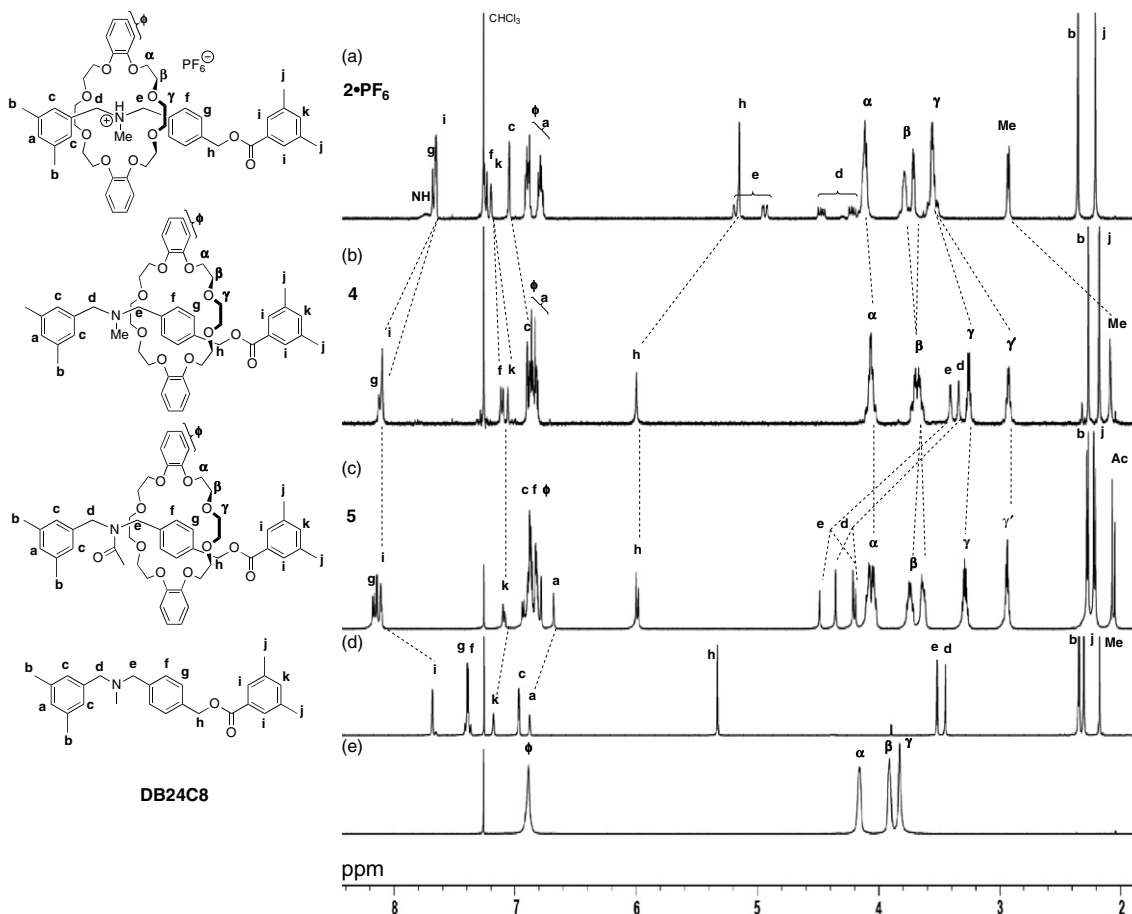 ϕ
α
PF6⊖
β
γ
b c d H N ⊕ e f g j i k
a Me
b c h O i j
(a)
2•PF6
CHCl3
NH g i f k c ϕ a h e d α β γ Me b j
ϕ
α
β
γ
c d N e f g j i k
a c Me h O i j
b
(b)
4
g i f k c ϕ a h α β e d γ γ′ Me b j
ϕ
α
β
γ
b c d N e f g j i k
a c O h O i j
b
(c)
5
g i k c f ϕ a h e d α β γ γ′ b j Ac
b c d N e f g j i k
a c h O i j
b
(d)
i g f k c a h e d b j Me
DB24C8
(e)
ϕ α β γ
ppm
8 7 6 5 4 3 2